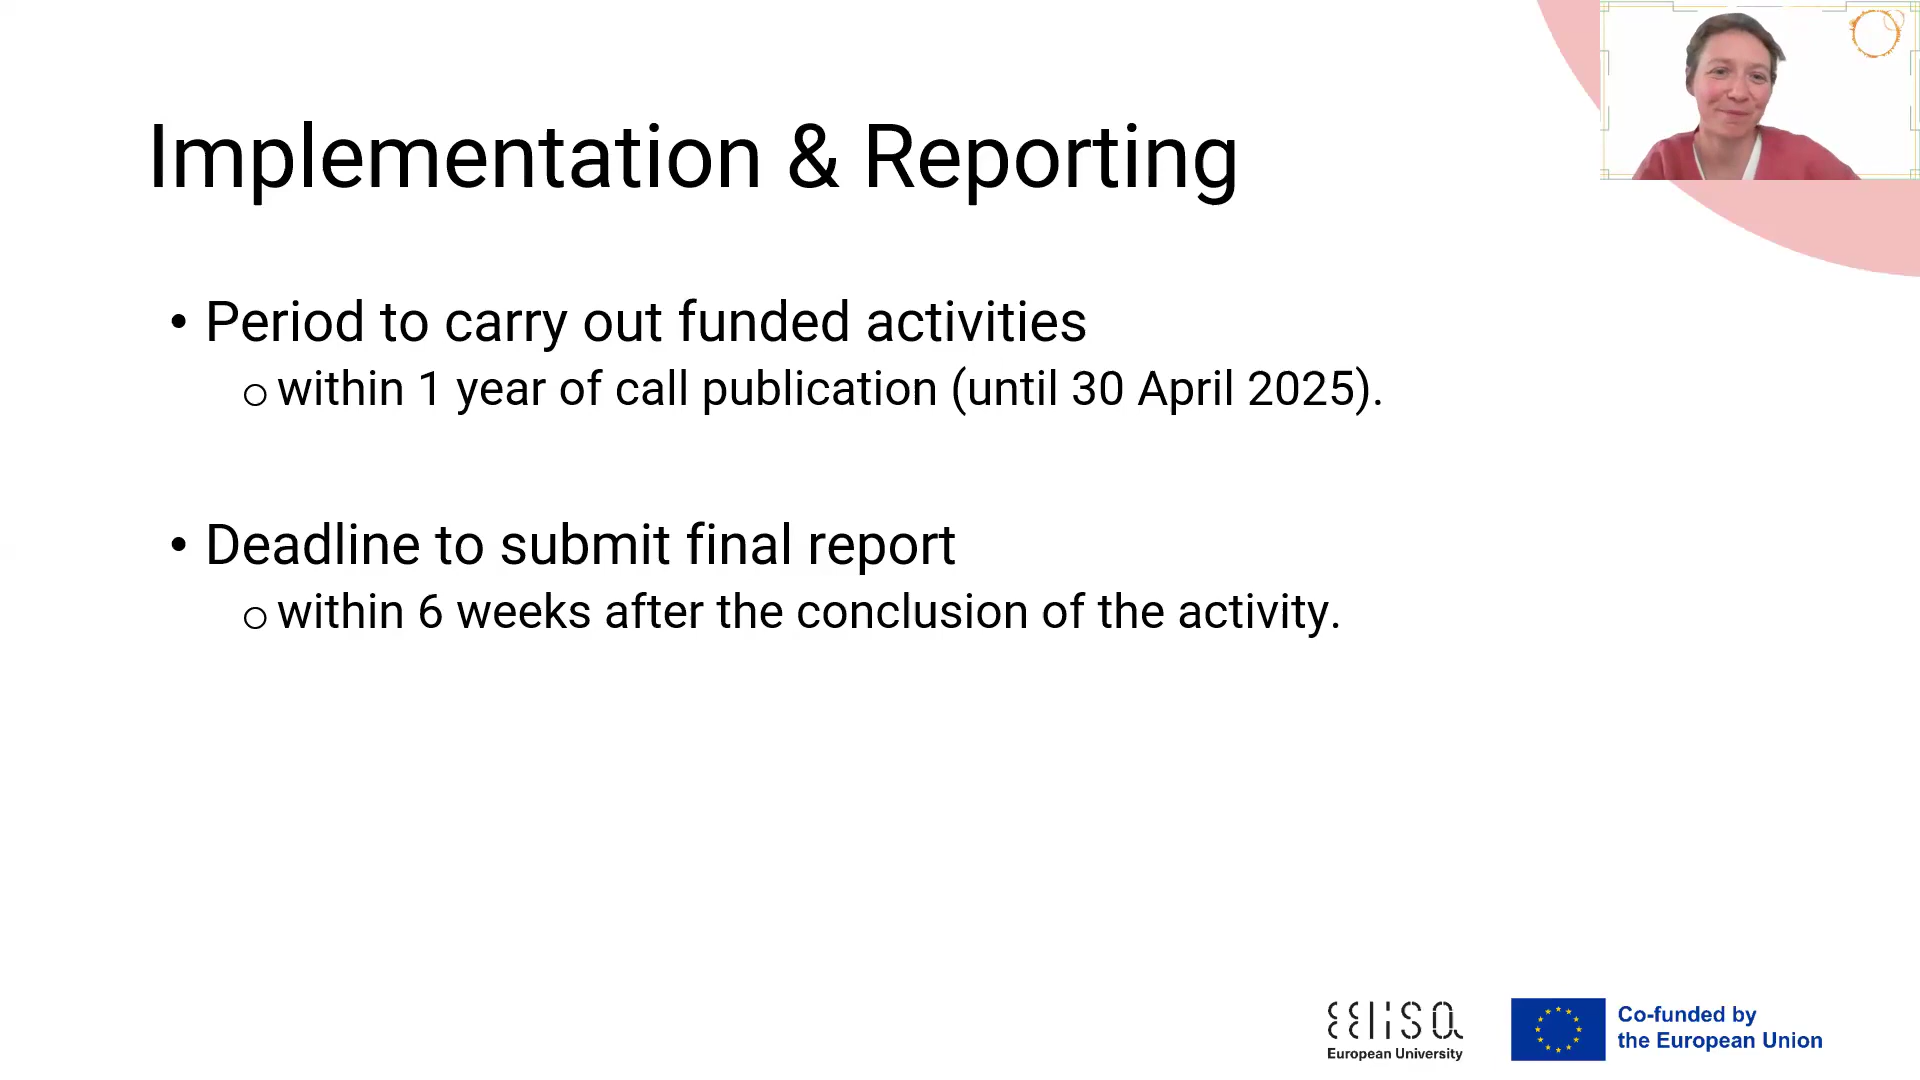 Implementation & Reporting
• Period to carry out funded activities
○ within 1 year of call publication (until 30 April 2025).
• Deadline to submit final report
○ within 6 weeks after the conclusion of the activity.
EELISA
European University
Co-funded by
the European Union